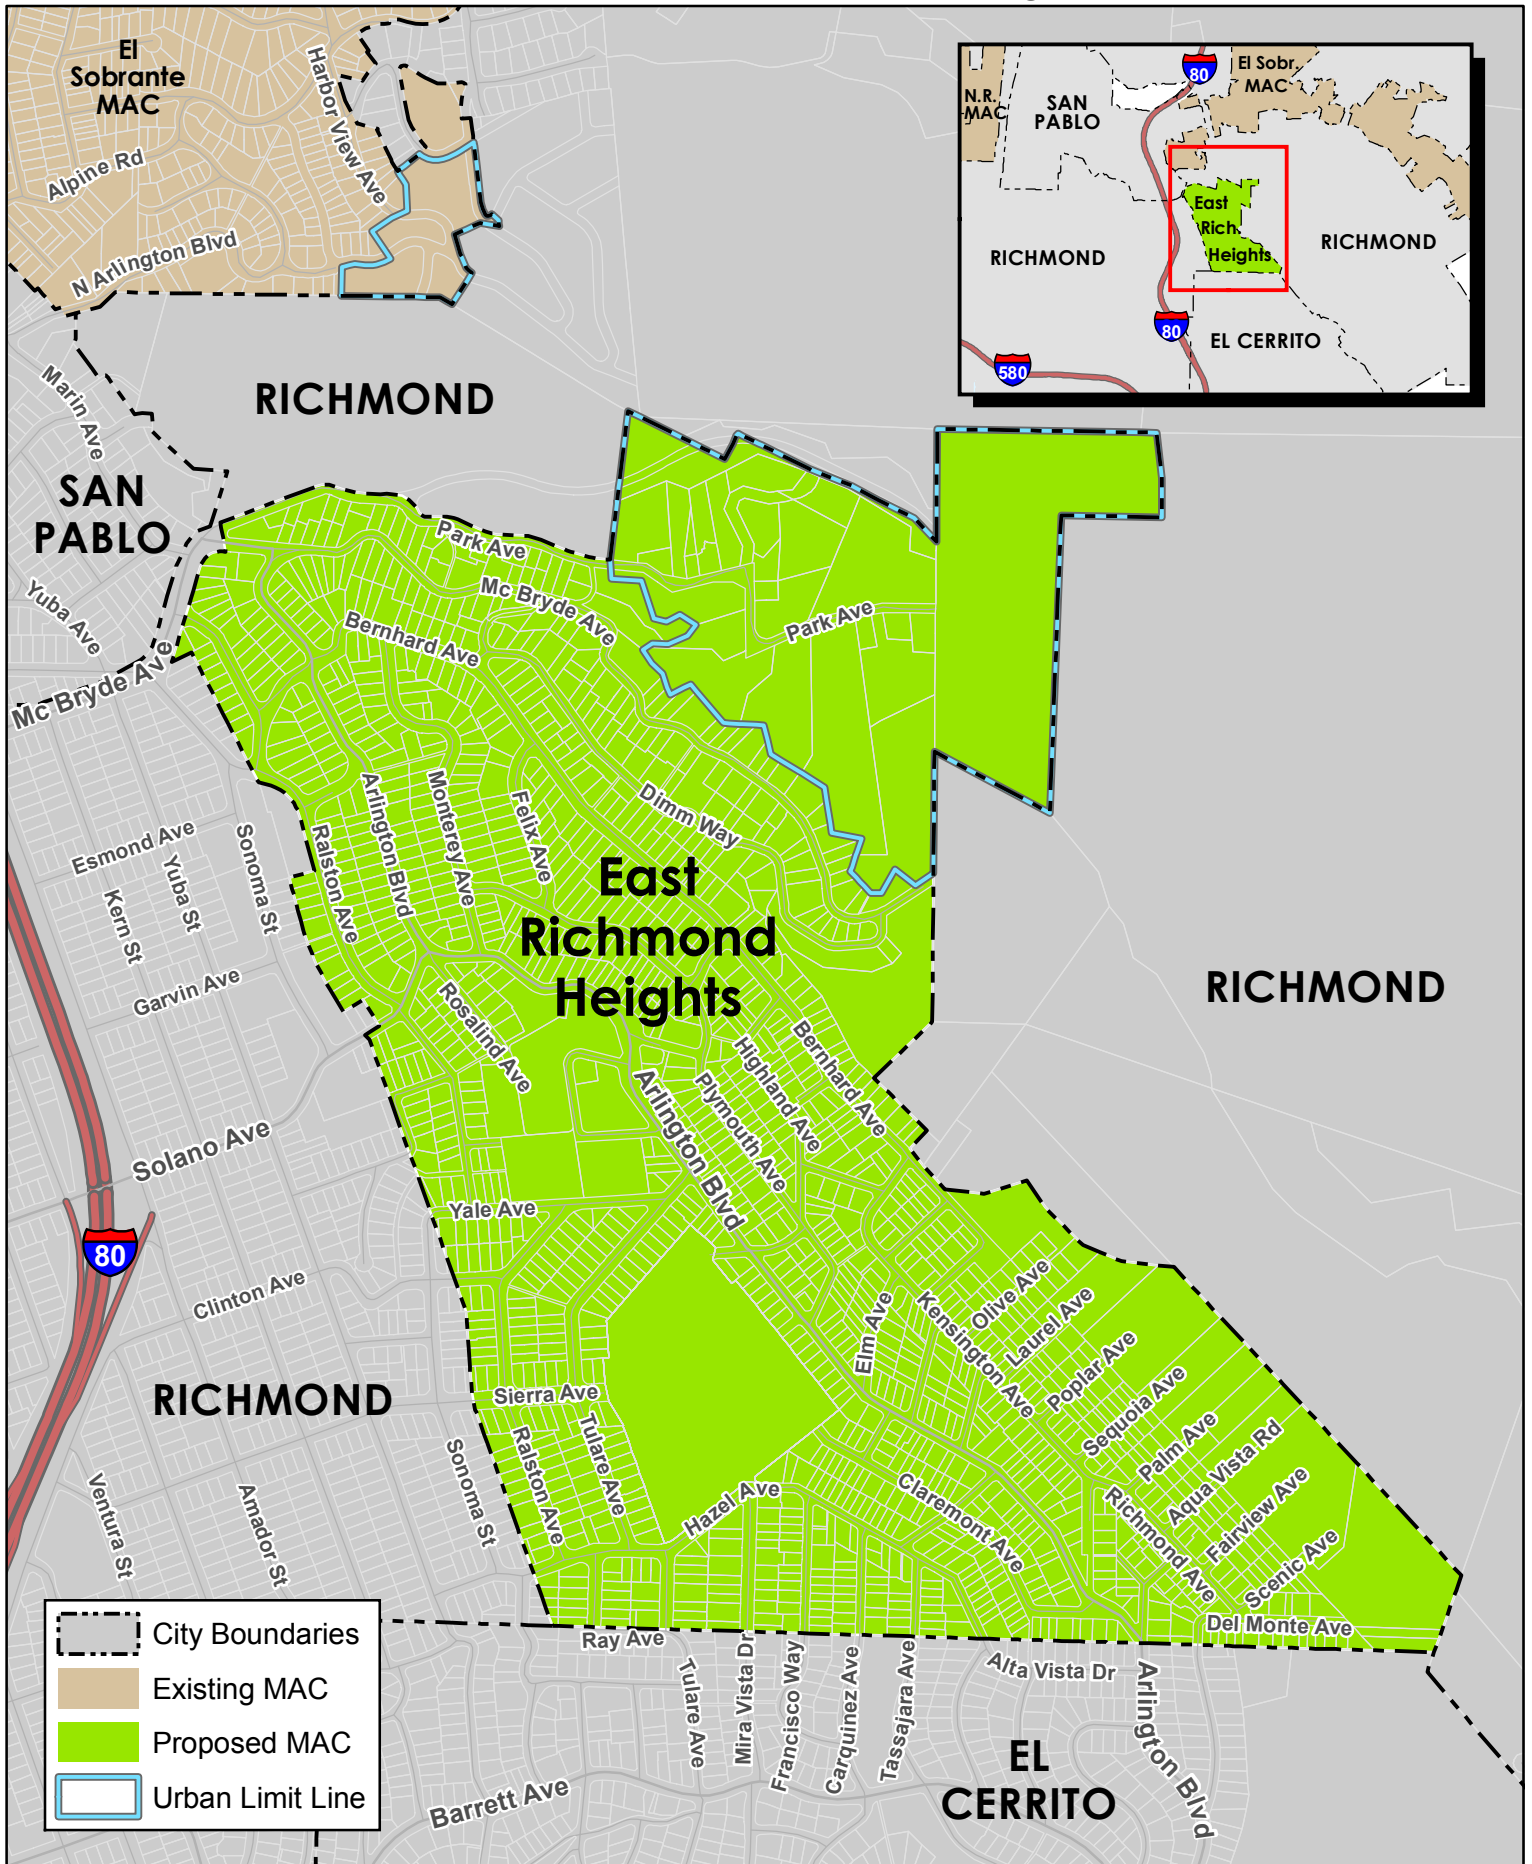 El
Sobrante
MAC
Harbor View Ave
Alpine Rd
N Arlington Blvd
80
El Sobr.
MAC
N.R.
MAC
SAN
PABLO
East
Rich.
Heights
RICHMOND
RICHMOND
80
EL CERRITO
580
RICHMOND
Marin Ave
SAN
PABLO
Yuba Ave
Mc Bryde Ave
Park Ave
Mc Bryde Ave
Bernhard Ave
Park Ave
Dimm Way
Esmond Ave
Yuba St
Kern St
Sonoma St
Garvin Ave
Ralston Ave
Arlington Blvd
Monterey Ave
Felix Ave
East
Richmond
Heights
RICHMOND
Rosalind Ave
Bernhard Ave
Highland Ave
Plymouth Ave
Arlington Blvd
Solano Ave
Yale Ave
80
Clinton Ave
Elm Ave
Kensington Ave
Olive Ave
Laurel Ave
Poplar Ave
Sequoia Ave
Palm Ave
Aqua Vista Rd
Fairview Ave
Scenic Ave
Richmond Ave
Del Monte Ave
RICHMOND
Sierra Ave
Ralston Ave
Tulare Ave
Hazel Ave
Claremont Ave
Sonoma St
Amador St
Ventura St
Ray Ave
Tulare Ave
Mira Vista Dr
Francisco Way
Carquinez Ave
Tassajara Ave
Alta Vista Dr
Arlington Blvd
EL
CERRITO
Barrett Ave
City Boundaries
Existing MAC
Proposed MAC
Urban Limit Line